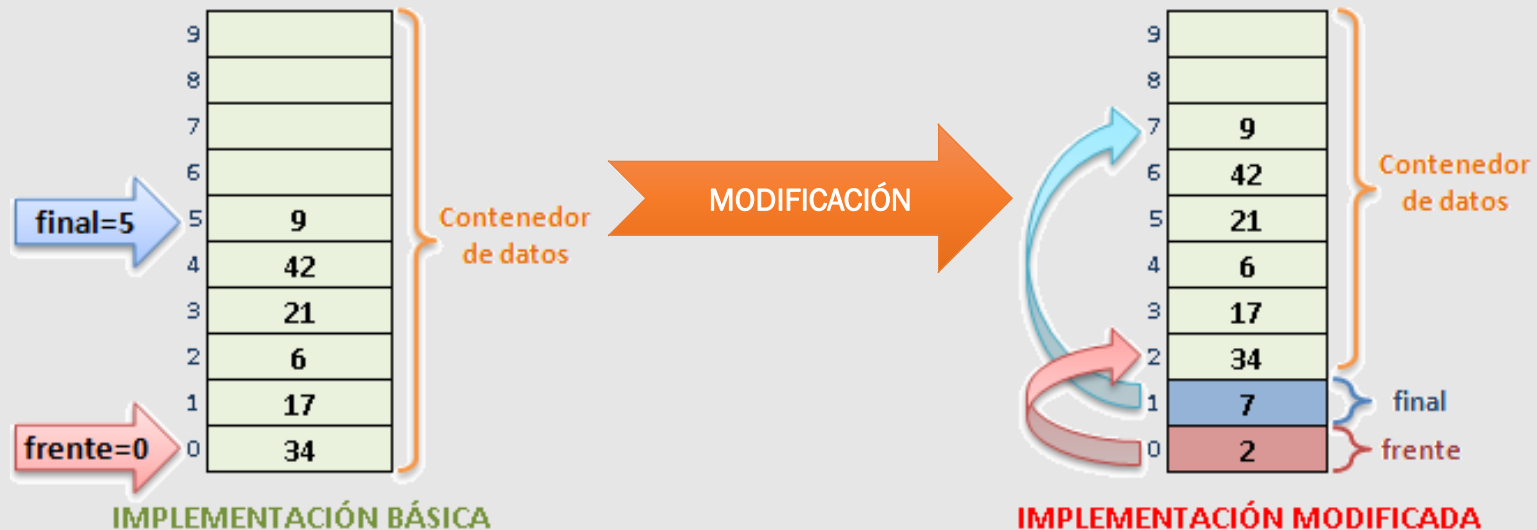 9
8
7
6
5 9
4 42
3 21
2 6
1 17
0 34
final=5
frente=0
Contenedor
de datos
IMPLEMENTACIÓN BÁSICA
MODIFICACIÓN
9
8
7 9
6 42
5 21
4 6
3 17
2 34
1 7
0 2
Contenedor
de datos
final
frente
IMPLEMENTACIÓN MODIFICADA